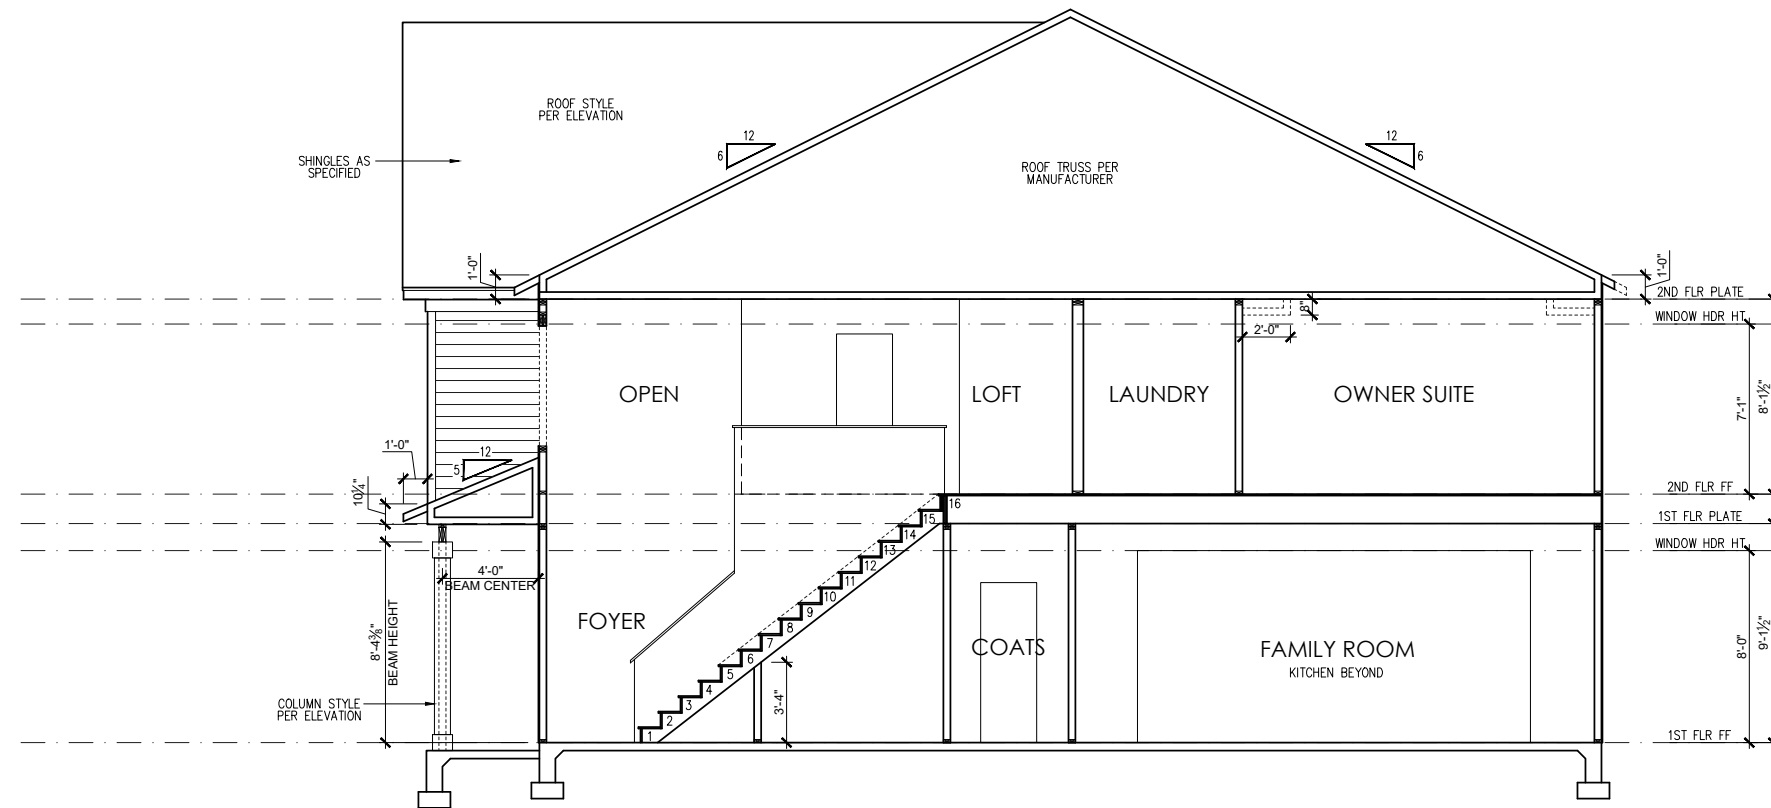 ROOF STYLE
PER ELEVATION
12
6
12
6
SHINGLES AS
SPECIFIED
ROOF TRUSS PER
MANUFACTURER
1'-0"
1'-0"
2ND FLR PLATE
8"
WINDOW HDR HT
2'-0"
OPEN
LOFT
LAUNDRY
OWNER SUITE
7'-1"
8'-1½"
1'-0"
12
5
10¼"
2ND FLR FF
16
15
1ST FLR PLATE
14
WINDOW HDR HT
13
12
4'-0"
BEAM CENTER
11
10
9
8
FOYER
7
6
5
4
3
2
1
COATS
FAMILY ROOM
KITCHEN BEYOND
8'-4⅜"
BEAM HEIGHT
8'-0"
9'-1½"
3'-4"
COLUMN STYLE
PER ELEVATION
1ST FLR FF